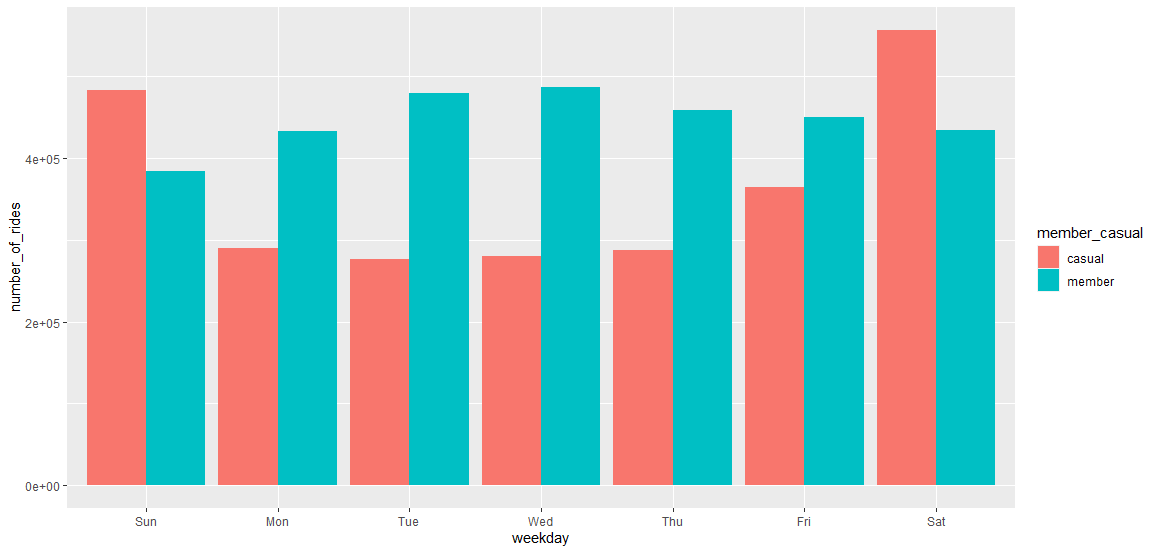 number_of_rides
4e+05
2e+05
0e+00
Sun Mon Tue Wed Thu Fri Sat
weekday
member_casual
casual
member